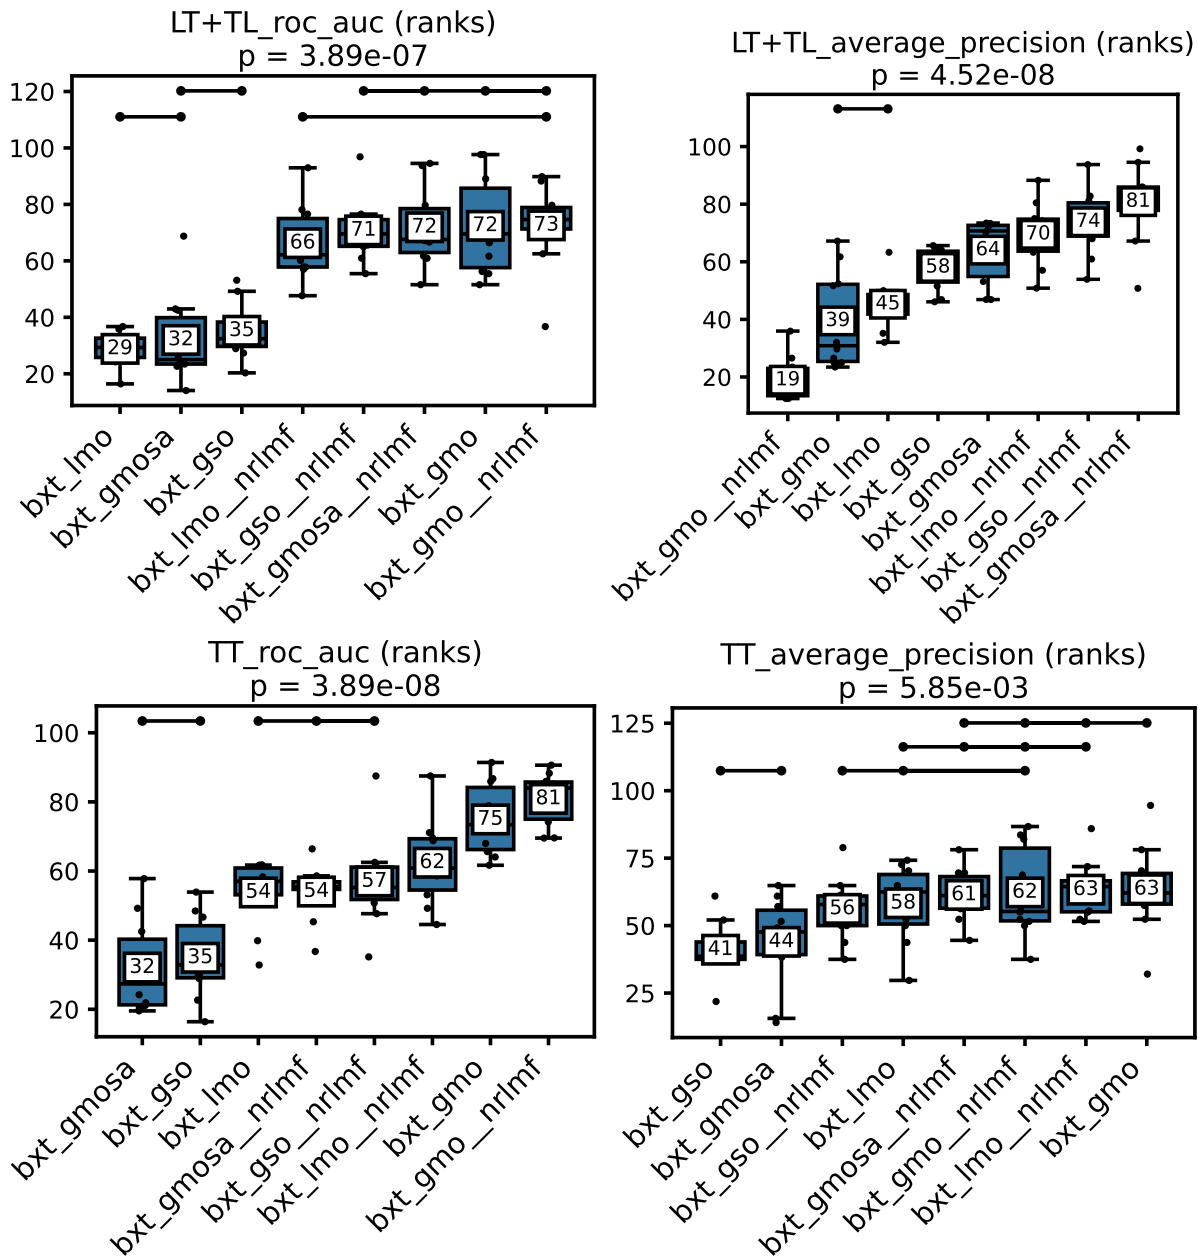 LT+TL_roc_auc (ranks)
p = 3.89e-07
120
100
80
60
40
20
29
32
35
66
71
72
72
73
bxt_lmo
bxt_gmosa
bxt_gso
bxt_lmo__nrlmf
bxt_gso__nrlmf
bxt_gmosa__nrlmf
bxt_gmo
bxt_gmo__nrlmf
LT+TL_average_precision (ranks)
p = 4.52e-08
100
80
60
40
20
19
39
45
58
64
70
74
81
bxt_gmo__nrlmf
bxt_gmo
bxt_lmo
bxt_gso
bxt_gmosa
bxt_lmo__nrlmf
bxt_gso__nrlmf
bxt_gmosa__nrlmf
TT_roc_auc (ranks)
p = 3.89e-08
100
80
60
40
20
32
35
54
54
57
62
75
81
bxt_gmosa
bxt_gso
bxt_lmo
bxt_gmosa__nrlmf
bxt_gso__nrlmf
bxt_lmo__nrlmf
bxt_gmo
bxt_gmo__nrlmf
TT_average_precision (ranks)
p = 5.85e-03
125
100
75
50
25
41
44
56
58
61
62
63
63
bxt_gso
bxt_gmosa
bxt_gso__nrlmf
bxt_lmo
bxt_gmosa__nrlmf
bxt_gmo__nrlmf
bxt_lmo__nrlmf
bxt_gmo